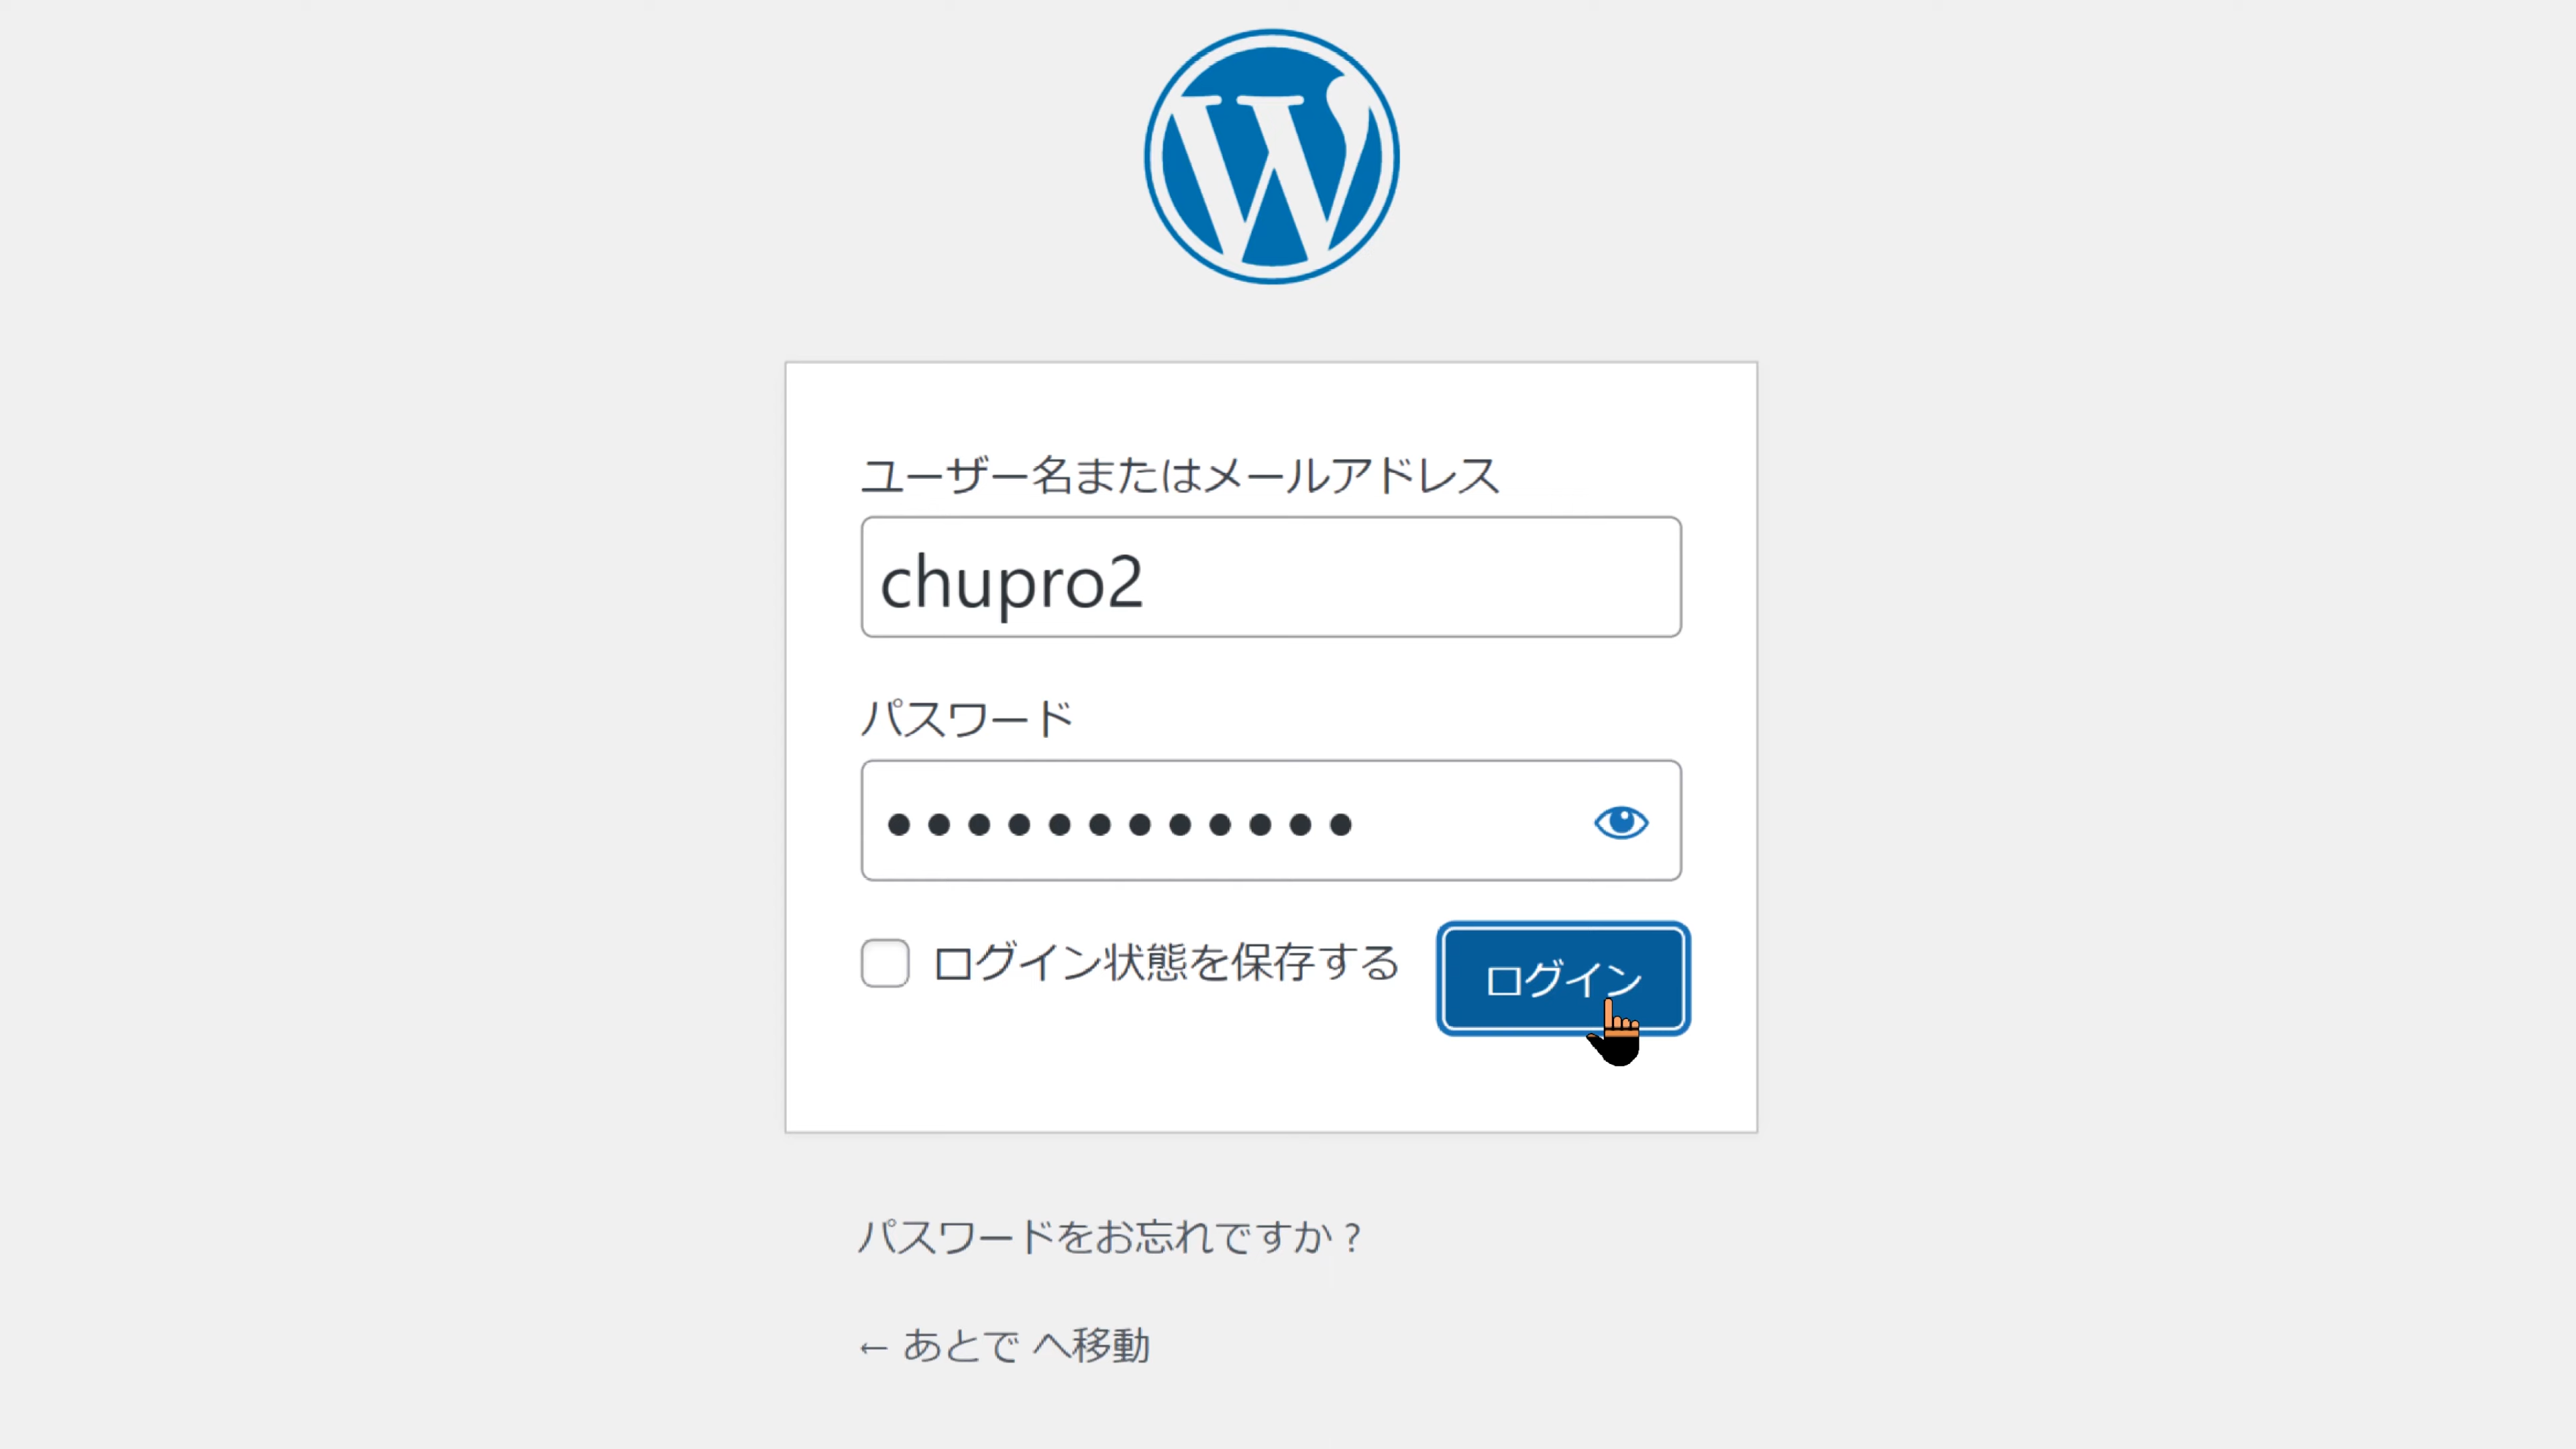 ユーザー名またはメールアドレス
chupro2
パスワード
●●●●●●●●●●●●
ログイン状態を保存する
ログイン
パスワードをお忘れですか ?
← あとで へ移動